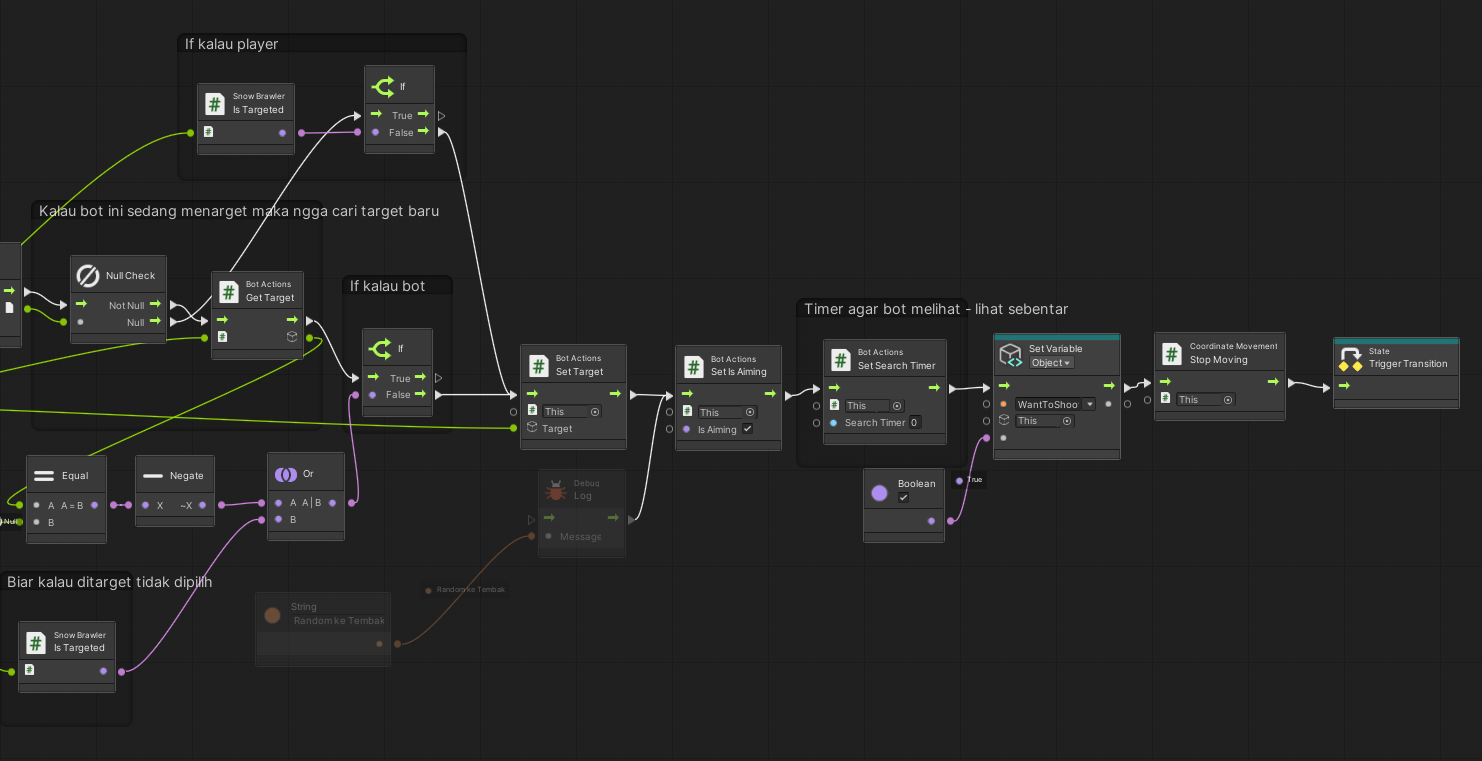 If kalau player
If
Snow Brawler
Is Targeted
True
False
Kalau bot ini sedang menarget maka ngga cari target baru
Null Check
Not Null
Null
Bot Actions
Get Target
If kalau bot
If
True
False
Timer agar bot melihat - lihat sebentar
Bot Actions
Set Target
This
Target
Bot Actions
Set Is Aiming
This
Is Aiming
Bot Actions
Set Search Timer
This
Search Timer 0
Set Variable
Object
WantToShoo
This
Coordinate Movement
Stop Moving
This
State
Trigger Transition
Equal
A A = B
B
Null
Negate
X ~X
Or
A A | B
B
Debug
Log
Message
Boolean
True
Biar kalau ditarget tidak dipilih
Random ke Tembak
String
Random ke Tembak
Snow Brawler
Is Targeted